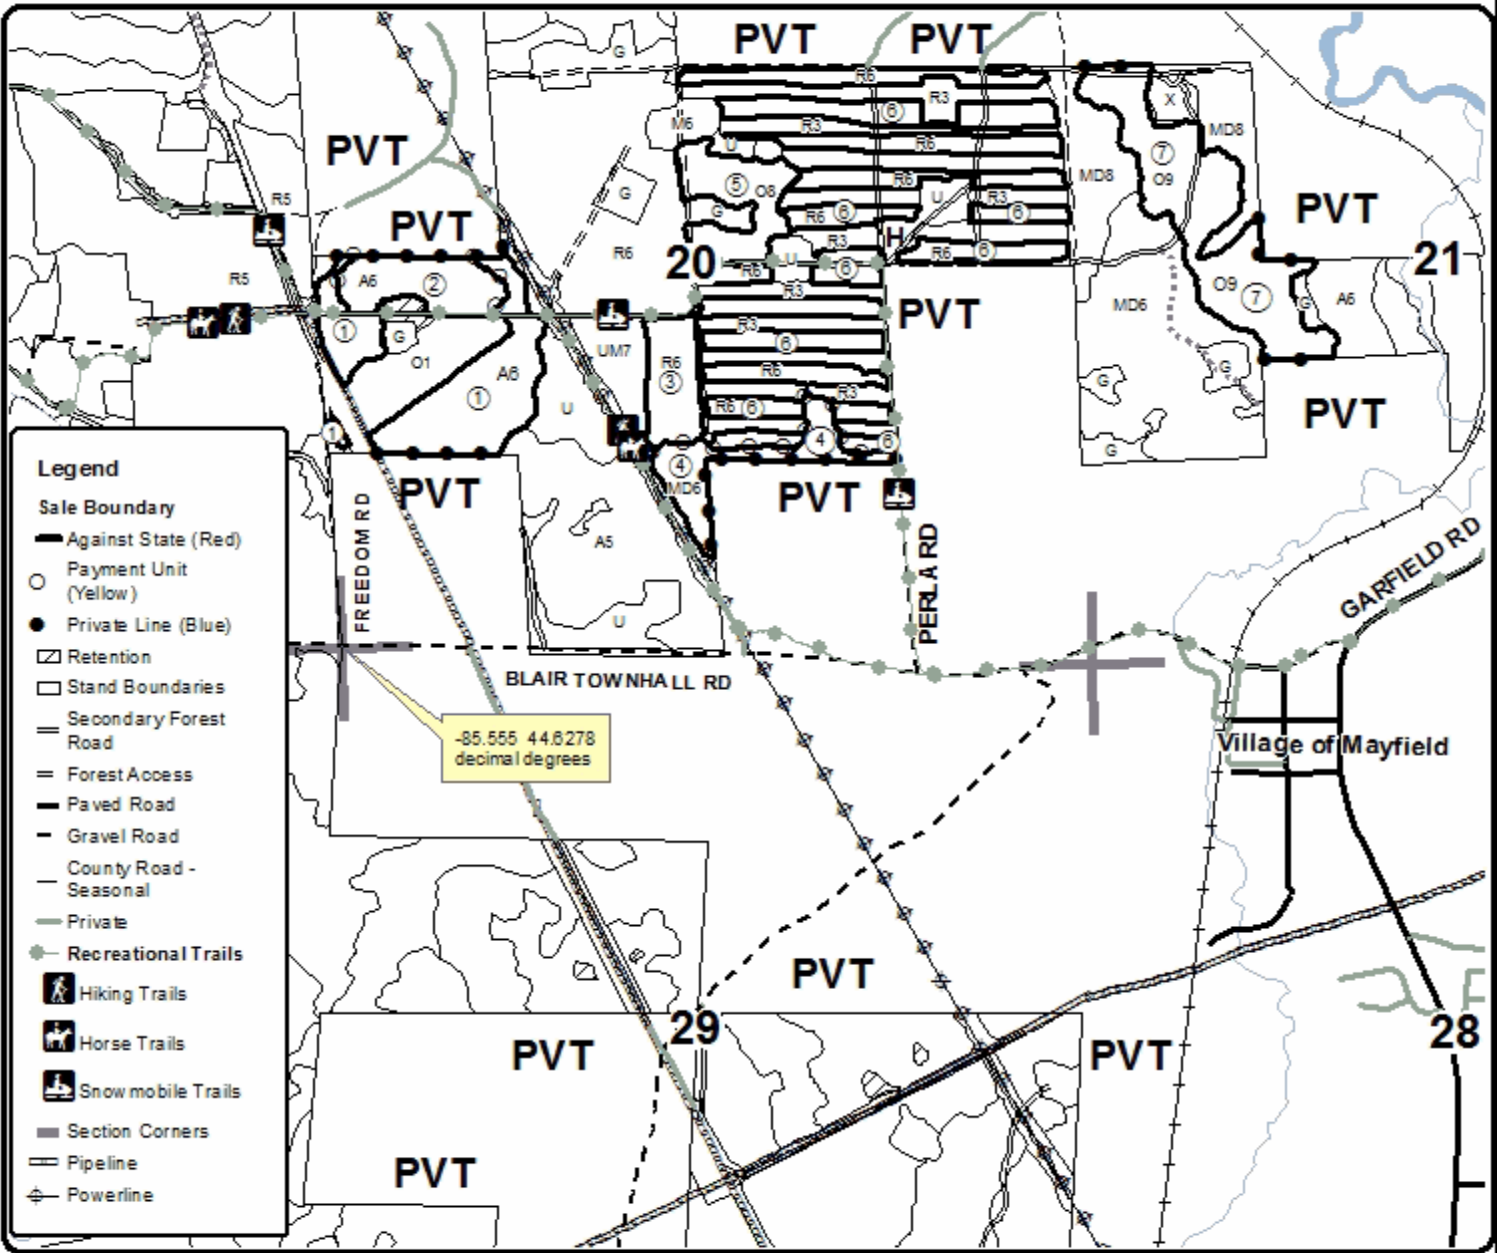 PVT
PVT
G
R6
R3
6
X
M6
R3
MD8
PVT
U
R6
7
R5
5
O8
R6
U
R3
MD8
O9
G
G
R6
6
6
PVT
PVT
H
R3
R6
6
20
U
R6
6
21
R5
A6
2
R6
R3
MD6
O9
7
G
A6
1
G
UM7
R3
6
PVT
O1
A6
R6
3
R6
G
G
1
U
R6
6
R3
PVT
1
4
6
G
4
MD6
PVT
PVT
FREEDOM RD
A5
PERLA RD
GARFIELD RD
U
BLAIR TOWNHALL RD
-85.555 44.6278
decimal degrees
Village of Mayfield
PVT
29
28
PVT
PVT
PVT
Legend
Sale Boundary
Against State (Red)
Payment Unit
(Yellow)
Private Line (Blue)
Retention
Stand Boundaries
Secondary Forest
Road
Forest Access
Paved Road
Gravel Road
County Road -
Seasonal
Private
Recreational Trails
Hiking Trails
Horse Trails
Snowmobile Trails
Section Corners
Pipeline
Powerline